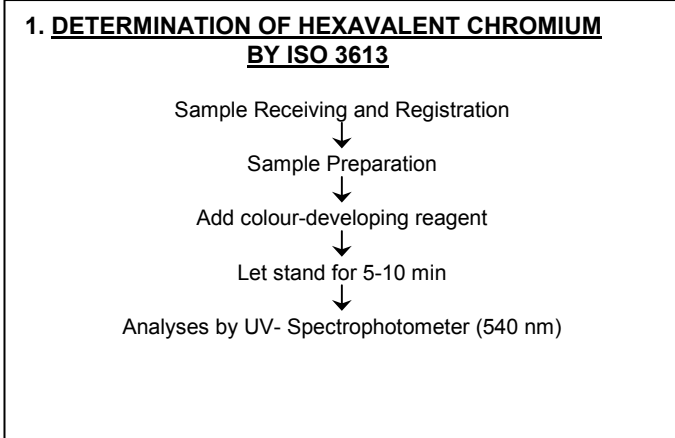 1. DETERMINATION OF HEXAVALENT CHROMIUM
BY ISO 3613
Sample Receiving and Registration
Sample Preparation
Add colour-developing reagent
Let stand for 5-10 min
Analyses by UV- Spectrophotometer (540 nm)